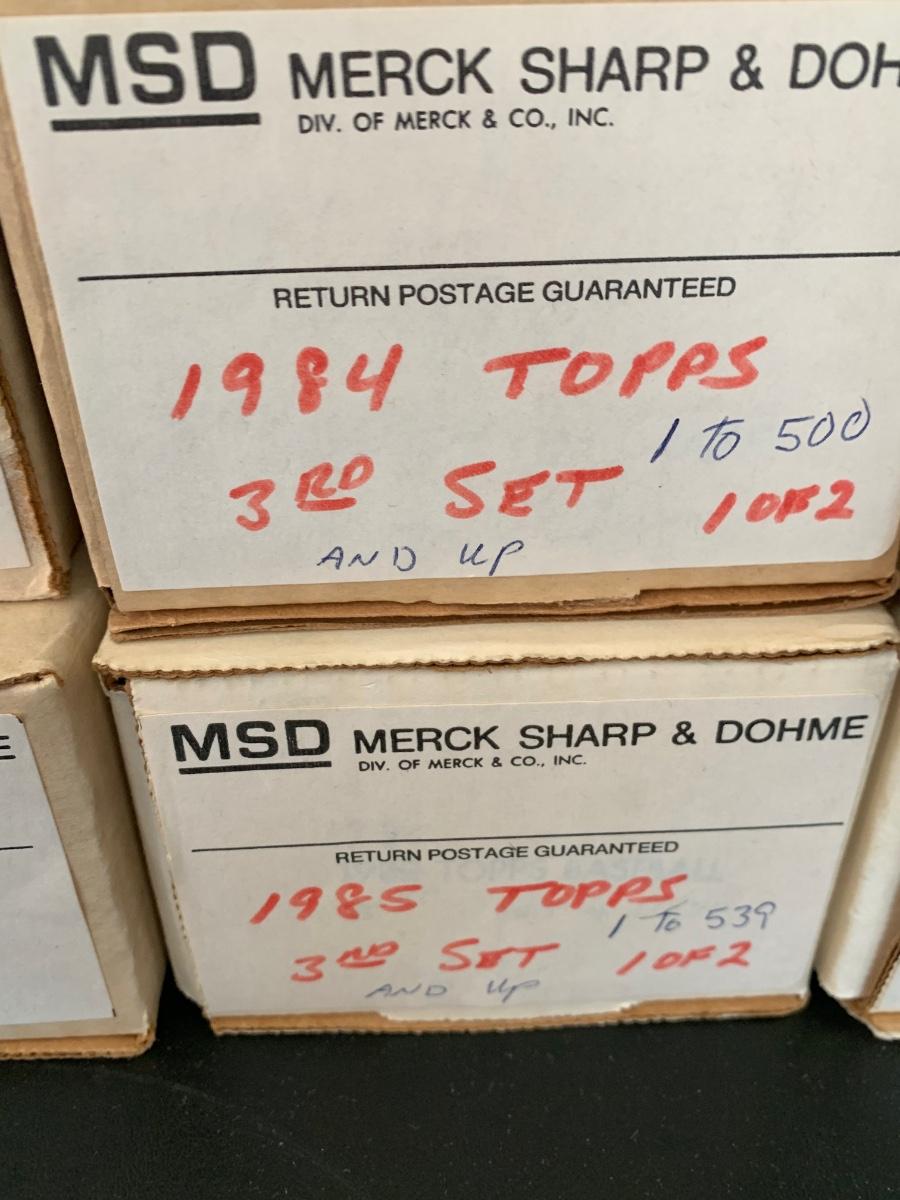 MSD MERCK SHARP & DOH
DIV. OF MERCK & CO., INC.
RETURN POSTAGE GUARANTEED
1984 TOPPS
1 TO 500
3RD SET 1 OF 2
AND UP
E
MSD MERCK SHARP & DOHME
DIV. OF MERCK & CO., INC.
RETURN POSTAGE GUARANTEED
1985 TOPPS
1 TO 539
3ND SET 1 OF 2
AND UP